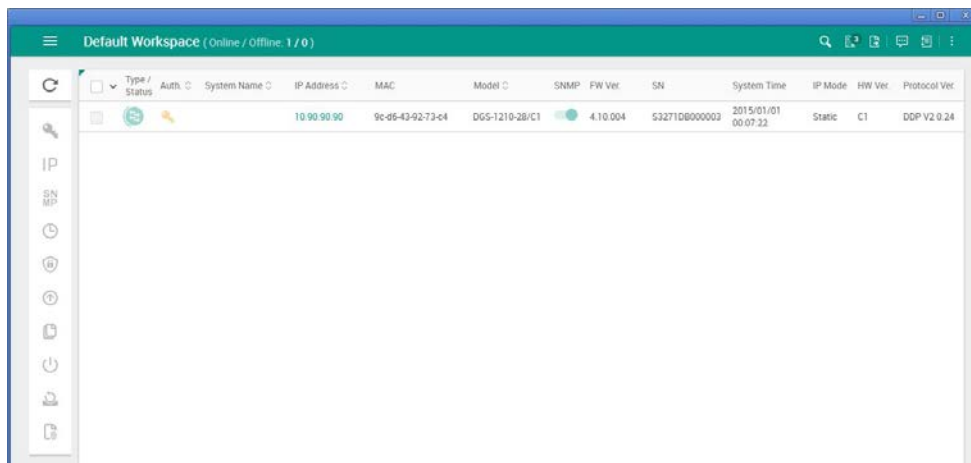 Default Workspace ( Online / Offline: 1 / 0 )
3
Type / Status Auth. System Name IP Address MAC Model SNMP FW Ver. SN System Time IP Mode HW Ver. Protocol Ver.
10.90.90.90 9c-d6-43-92-73-c4 DGS-1210-28/C1 4.10.004 S3271DB000003 2015/01/01 00:07:22 Static C1 DDP V2.0.24
IP
SN
MP